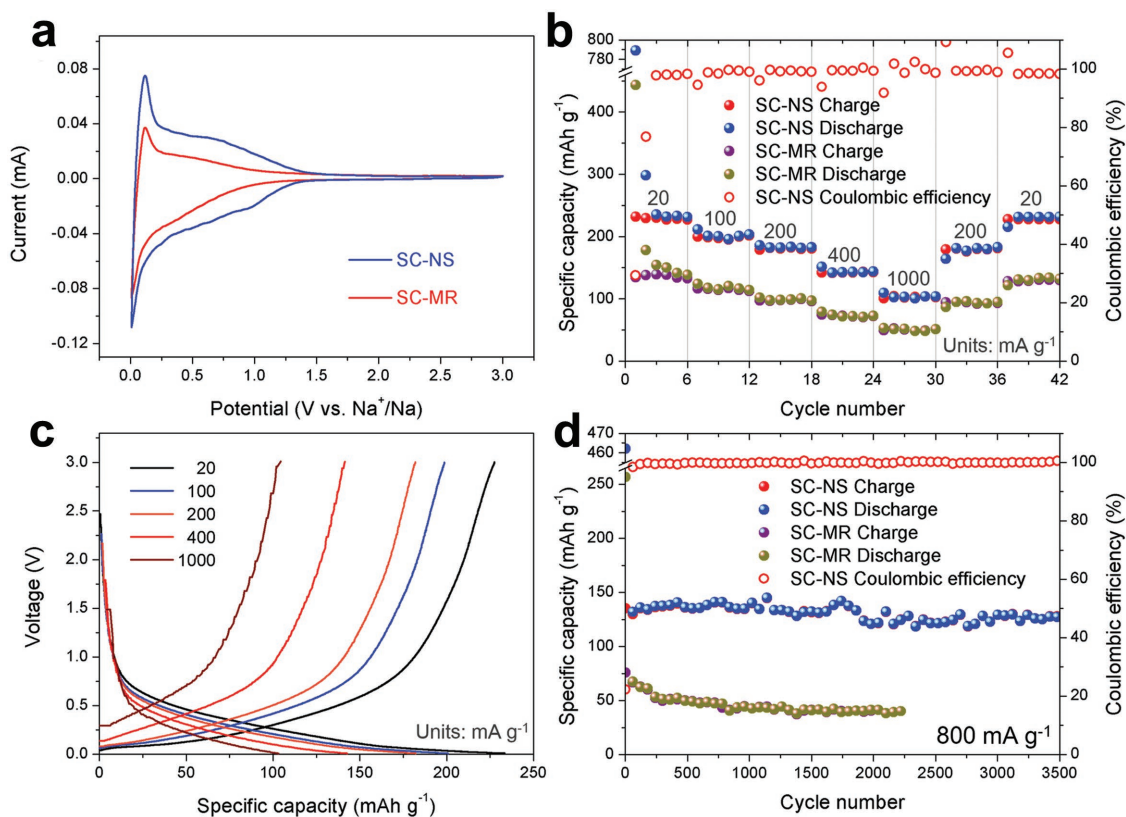 a
0.08
0.04
0.00
-0.04
-0.08
-0.12
Current (mA)
SC-NS
SC-MR
0.0 0.5 1.0 1.5 2.0 2.5 3.0
Potential (V vs. Na⁺/Na)
b
800
780
400
300
200
100
0
Specific capacity (mAh g⁻¹)
SC-NS Charge
SC-NS Discharge
SC-MR Charge
SC-MR Discharge
SC-NS Coulombic efficiency
20
100
200
400
1000
200
20
Units: mA g⁻¹
100
80
60
40
20
0
Coulombic efficiency (%)
0 6 12 18 24 30 36 42
Cycle number
c
3.0
2.5
2.0
1.5
1.0
0.5
0.0
Voltage (V)
20
100
200
400
1000
Units: mA g⁻¹
0 50 100 150 200 250
Specific capacity (mAh g⁻¹)
d
470
460
250
200
150
100
50
0
Specific capacity (mAh g⁻¹)
SC-NS Charge
SC-NS Discharge
SC-MR Charge
SC-MR Discharge
SC-NS Coulombic efficiency
800 mA g⁻¹
100
80
60
40
20
0
Coulombic efficiency (%)
0 500 1000 1500 2000 2500 3000 3500
Cycle number